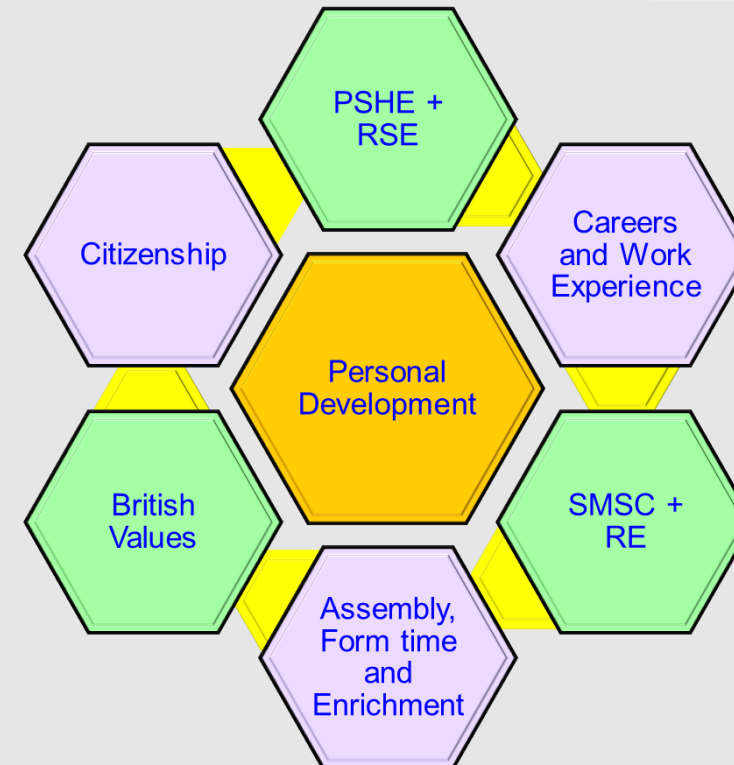 PSHE +
RSE
Careers
and Work
Experience
Citizenship
Personal
Development
SMSC +
RE
British
Values
Assembly,
Form time
and
Enrichment